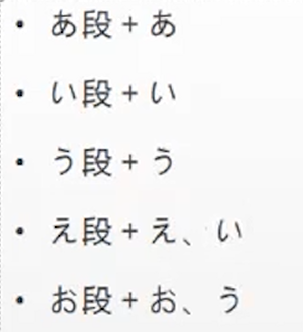 • あ段 + あ
• い段 + い
• う段 + う
• え段 + え、い
• お段 + お、う